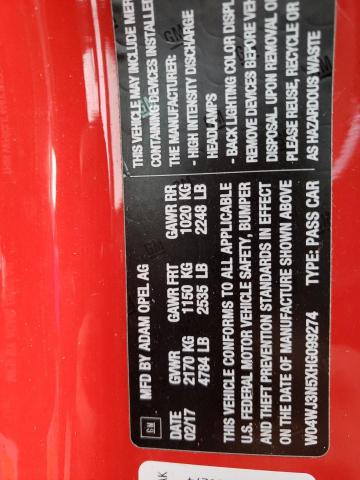 THIS VEHICLE MAY INCLUDE
CONTAINING DEVICES INSTALLED
THE MANUFACTURER:
- HIGH INTENSITY DISCHARGE
HEADLAMPS
- BACK LIGHTING COLOR
REMOVE DEVICES BEFORE
DISPOSAL UPON REMOVAL
PLEASE REUSE, RECYCLE OR
AS HAZARDOUS WASTE
GM MFD BY ADAM OPEL AG
DATE GVWR GAWR FRT GAWR RR
02/17 2170 KG 1150 KG 1020 KG
4784 LB 2535 LB 2248 LB
THIS VEHICLE CONFORMS TO ALL APPLICABLE
U.S. FEDERAL MOTOR VEHICLE SAFETY, BUMPER
AND THEFT PREVENTION STANDARDS IN EFFECT
ON THE DATE OF MANUFACTURE SHOWN ABOVE
W04WJ3N5XHG099274 TYPE: PASS CAR